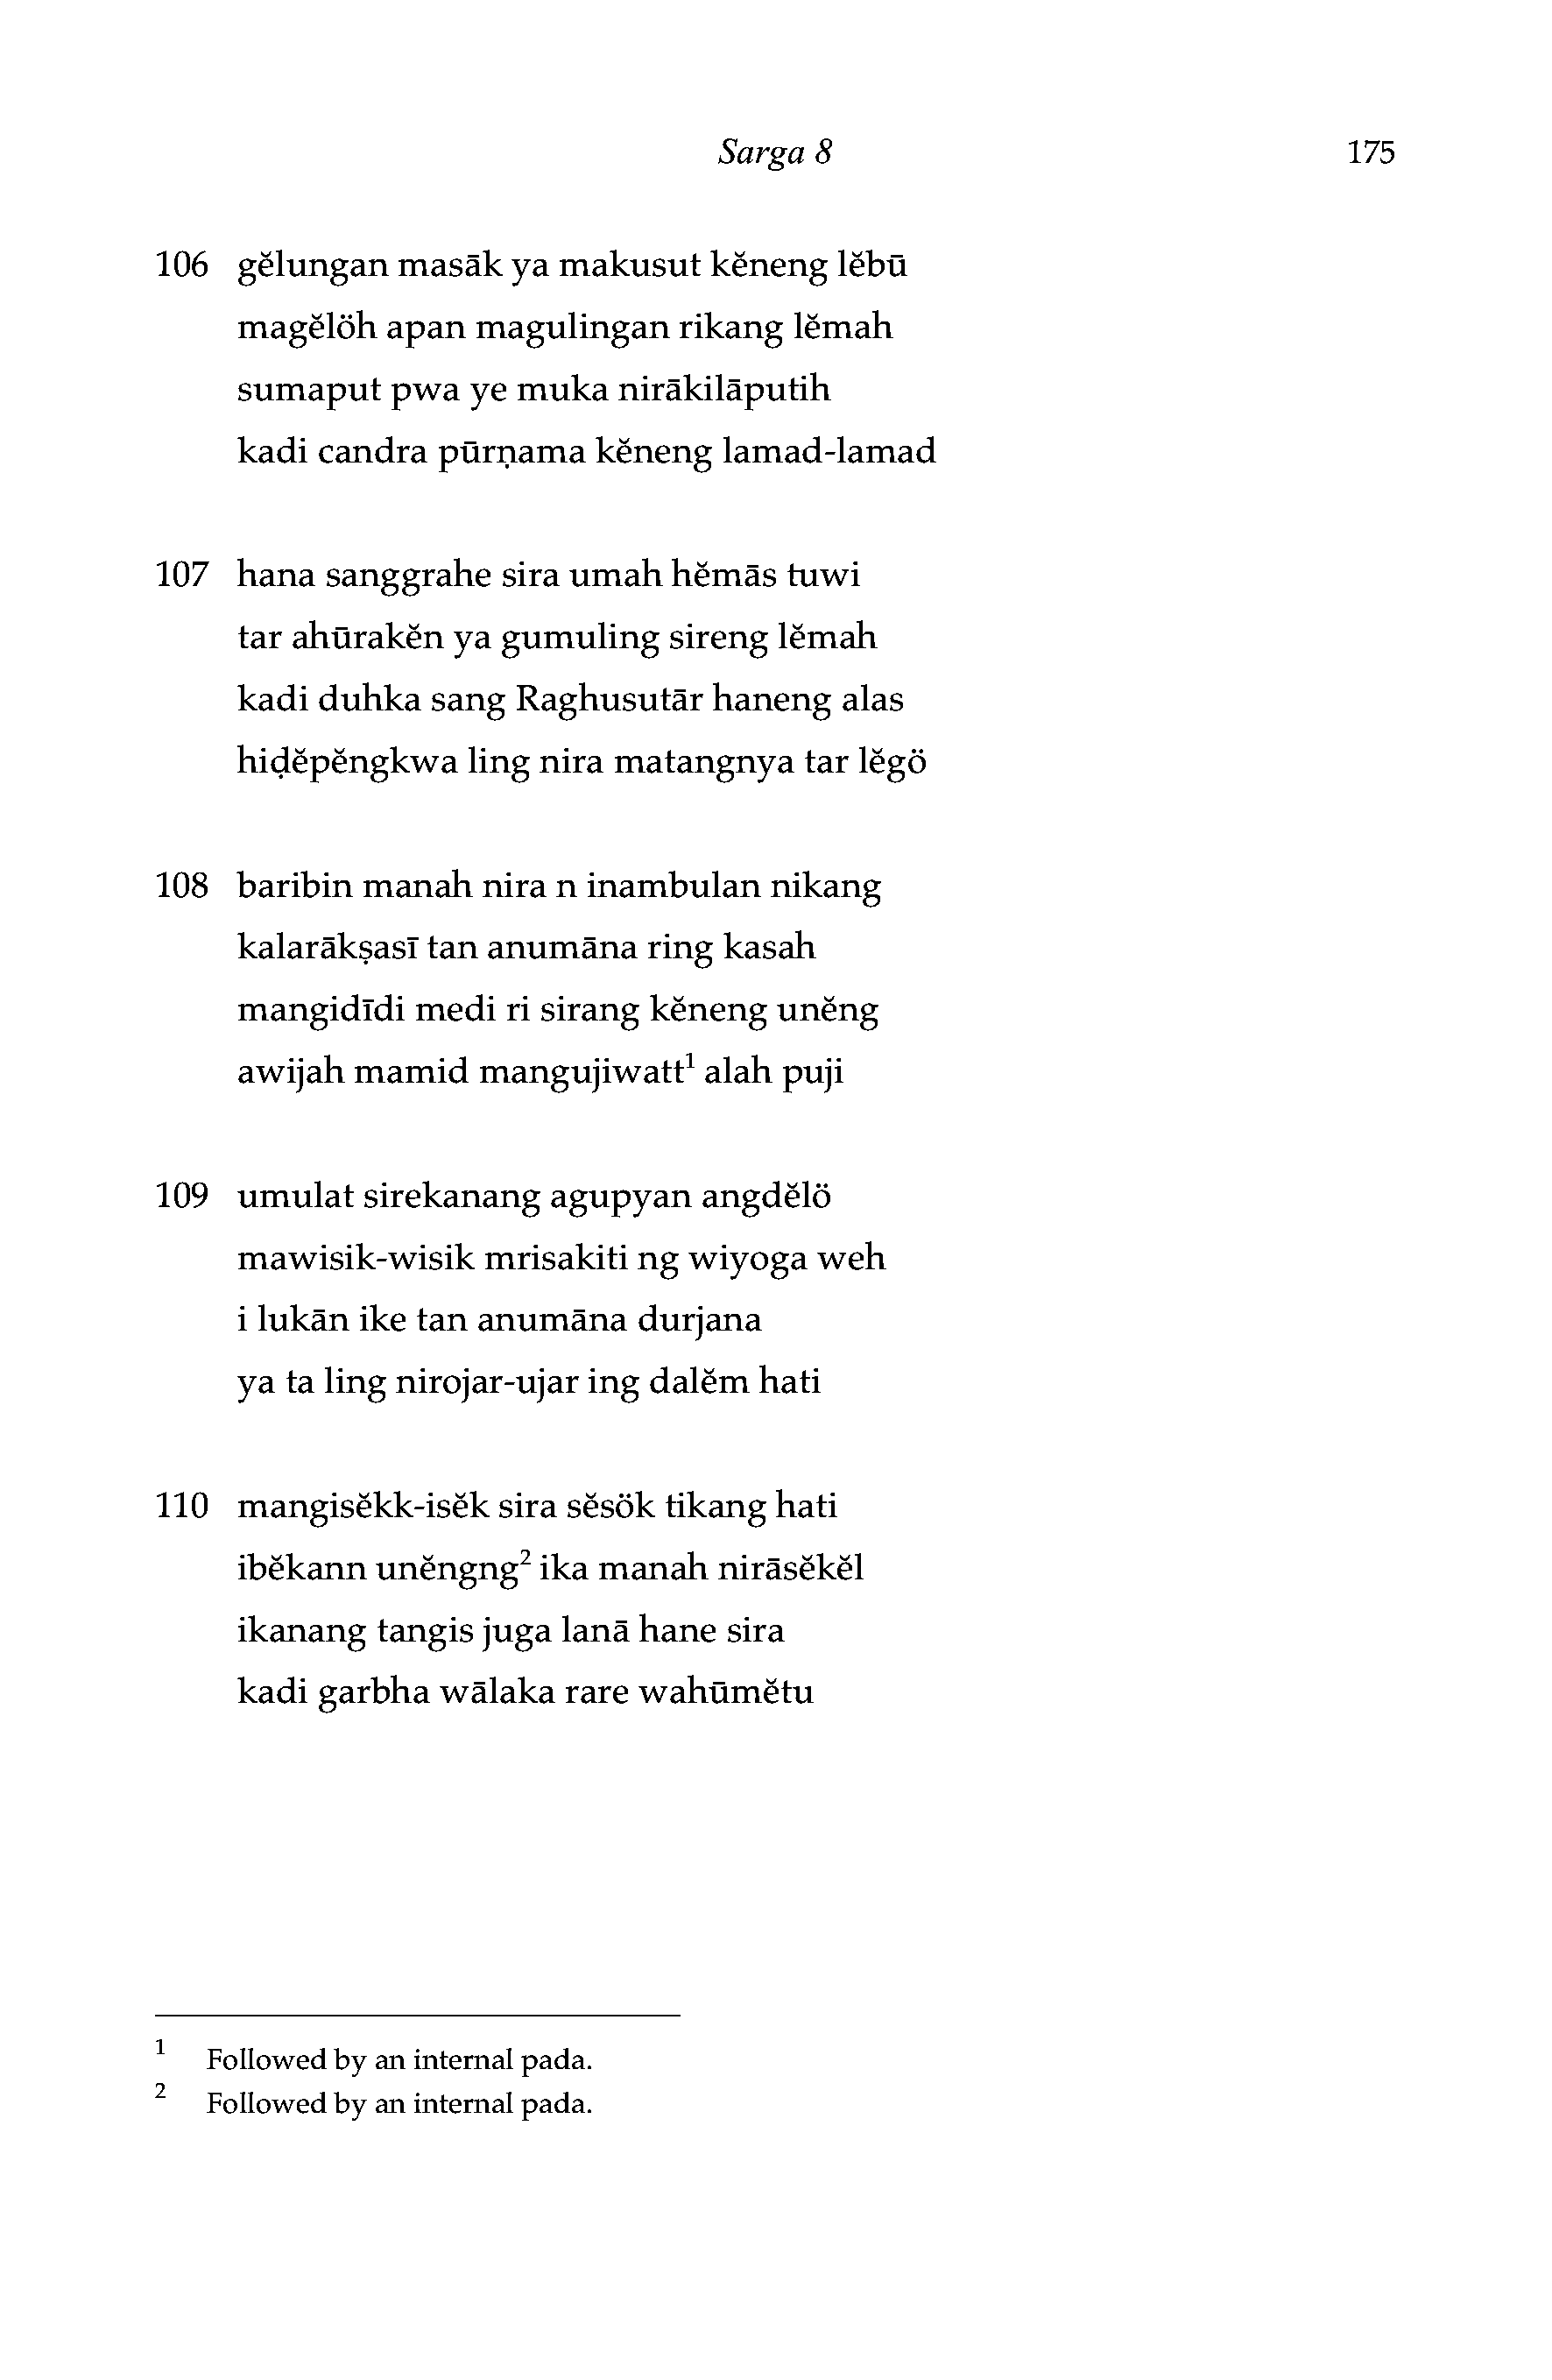 Sarga 8 175
106 gĕlungan masāk ya makusut kĕneng lĕbū
magĕlöh apan magulingan rikang lĕmah
sumaput pwa ye muka nirākilāputih
kadi candra pūrṇama kĕneng lamad-lamad
107 hana sanggrahe sira umah hĕmās tuwi
tar ahūrakĕn ya gumuling sireng lĕmah
kadi duhka sang Raghusutār haneng alas
hiḍĕpĕngkwa ling nira matangnya tar lĕgö
108 baribin manah nira n inambulan nikang
kalarākṣasī tan anumāna ring kasah
mangidīdi medi ri sirang kĕneng unĕng
awijah mamid mangujiwatt¹ alah puji
109 umulat sirekanang agupyan angdĕlö
mawisik-wisik mrisakiti ng wiyoga weh
i lukān ike tan anumāna durjana
ya ta ling nirojar-ujar ing dalĕm hati
110 mangisĕkk-isĕk sira sĕsök tikang hati
ibĕkann unĕngng² ika manah nirāsĕkĕl
ikanang tangis juga lanā hane sira
kadi garbha wālaka rare wahūmĕtu
1 Followed by an internal pada.
2 Followed by an internal pada.